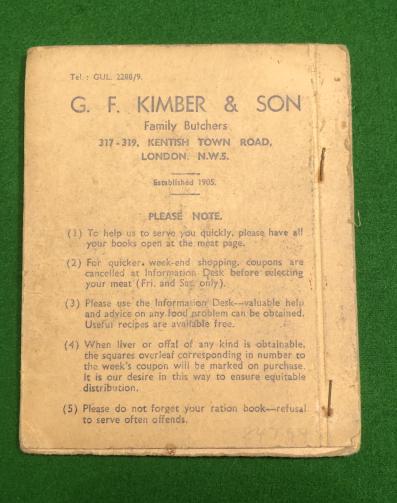 Tel. : GUL. 2288/9.
G. F. KIMBER & SON
Family Butchers
317-319, KENTISH TOWN ROAD,
LONDON. N.W.5.
Established 1905.
PLEASE NOTE.
(1) To help us to serve you quickly, please have all
your books open at the meat page.
(2) For quicker, week-end shopping, coupons are
cancelled at Information Desk before selecting
your meat (Fri. and Sat. only).
(3) Please use the Information Desk—valuable help
and advice on any food problem can be obtained.
Useful recipes are available free.
(4) When liver or offal of any kind is obtainable,
the squares overleaf corresponding in number to
the week's coupon will be marked on purchase.
It is our desire in this way to ensure equitable
distribution.
(5) Please do not forget your ration book—refusal
to serve often offends.